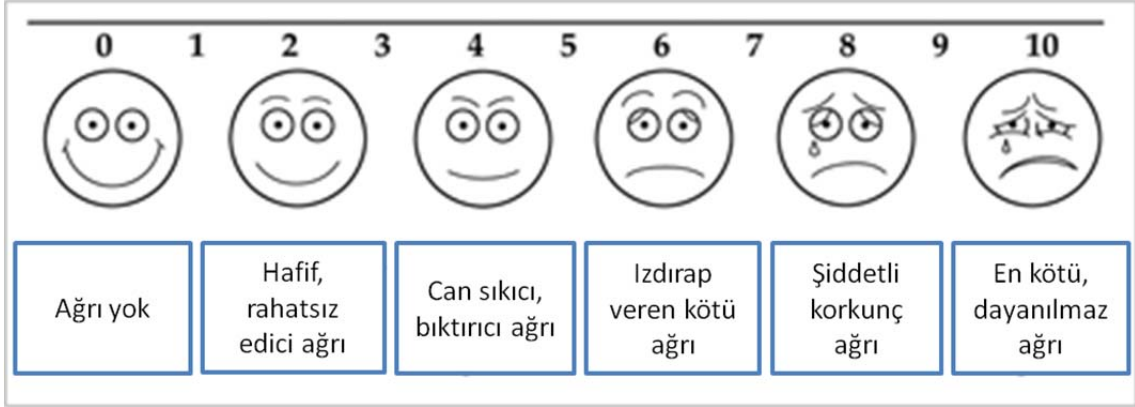 0 1 2 3 4 5 6 7 8 9 10
Ağrı yok
Hafif,
rahatsız
edici ağrı
Can sıkıcı,
bıktırıcı ağrı
Izdırap
veren kötü
ağrı
Şiddetli
korkunç
ağrı
En kötü,
dayanılmaz
ağrı